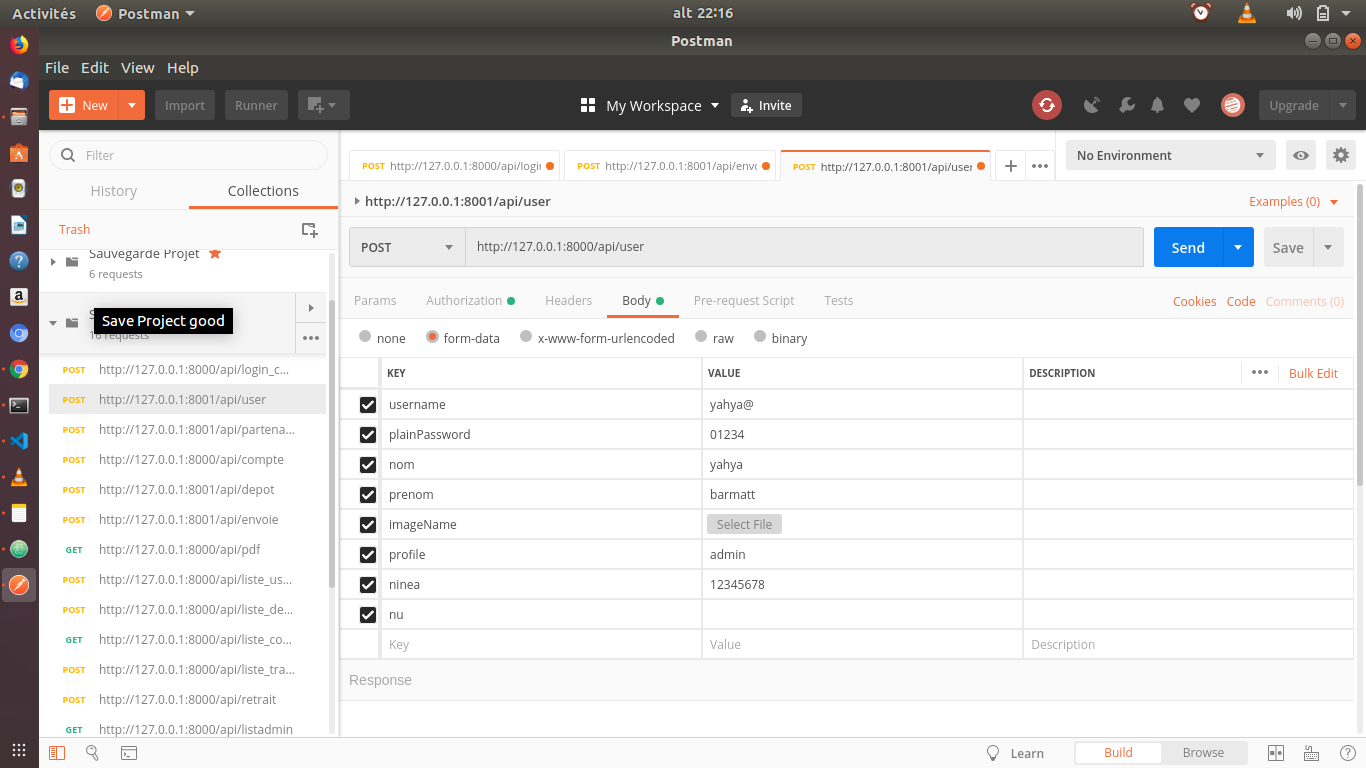 Activités Postman alt 22:16
Postman
File Edit View Help
New Import Runner My Workspace Invite Upgrade
Filter
History Collections
Trash
Sauvegarde Projet
6 requests
Save Project good
16 requests
POST http://127.0.0.1:8000/api/login_c...
POST http://127.0.0.1:8001/api/user
POST http://127.0.0.1:8001/api/partena...
POST http://127.0.0.1:8000/api/compte
POST http://127.0.0.1:8001/api/depot
POST http://127.0.0.1:8001/api/envoie
GET http://127.0.0.1:8000/api/pdf
POST http://127.0.0.1:8000/api/liste_us...
POST http://127.0.0.1:8000/api/liste_de...
GET http://127.0.0.1:8000/api/liste_co...
POST http://127.0.0.1:8000/api/liste_tra...
POST http://127.0.0.1:8000/api/retrait
GET http://127.0.0.1:8000/api/listadmin
POST http://127.0.0.1:8000/api/login POST http://127.0.0.1:8001/api/env POST http://127.0.0.1:8001/api/user No Environment
http://127.0.0.1:8001/api/user Examples (0)
POST http://127.0.0.1:8000/api/user Send Save
Params Authorization Headers Body Pre-request Script Tests Cookies Code Comments (0)
none form-data x-www-form-urlencoded raw binary
KEY VALUE DESCRIPTION Bulk Edit
username yahya@
plainPassword 01234
nom yahya
prenom barmatt
imageName Select File
profile admin
ninea 12345678
nu
Key Value Description
Response
Learn Build Browse